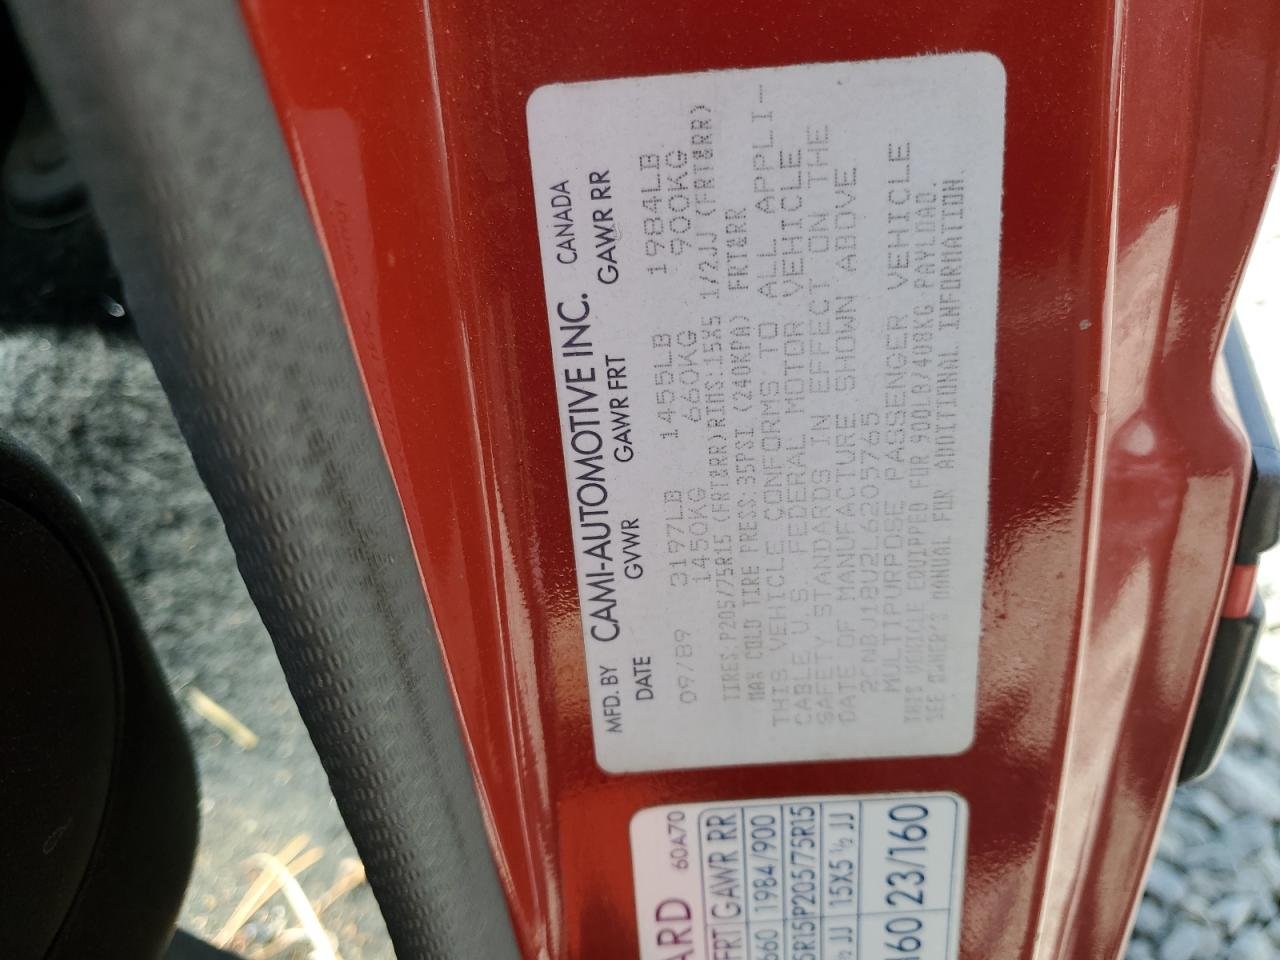 MFD. BY CAMI-AUTOMOTIVE INC. CANADA
DATE GVWR GAWR FRT GAWR RR
09/89 3197LB 1455LB 1984LB
1450KG 660KG 900KG
TIRES:P205/75R15 (FRT&RR)RIMS:15X5 1/2JJ (FRT&RR)
MAX COLD TIRE PRESS:35PSI (240KPA) FRT&RR
THIS VEHICLE CONFORMS TO ALL APPLI-
CABLE U.S. FEDERAL MOTOR VEHICLE
SAFETY STANDARDS IN EFFECT ON THE
DATE OF MANUFACTURE SHOWN ABOVE
2CNBJ18U2L6205765
MULTIPURPOSE PASSENGER VEHICLE
THIS VEHICLE EQUIPPED FOR 900LB/408KG PAYLOAD.
SEE OWNER'S MANUAL FOR ADDITIONAL INFORMATION.
ARD 60A70
FRT GAWR RR
660 1984/900
5R15 P205/75R15
½ JJ 15X5 ½ JJ
160 23/160